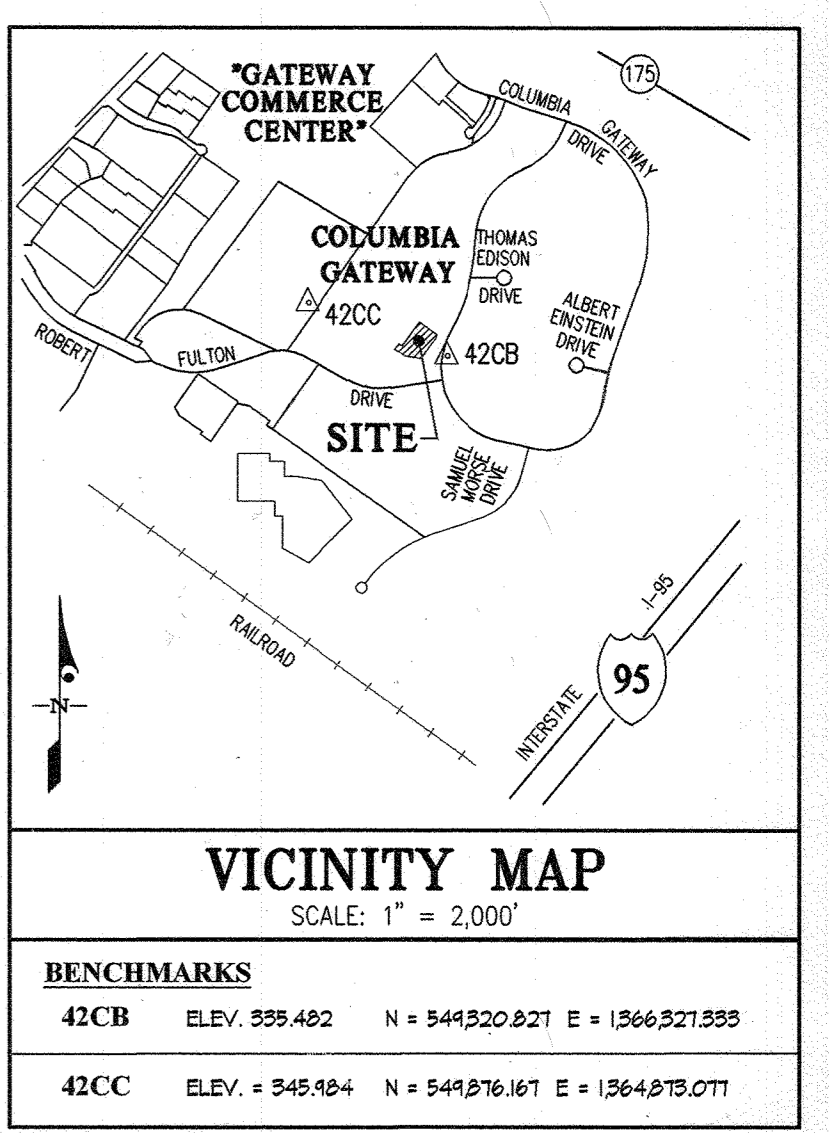 "GATEWAY
COMMERCE
CENTER"
175
COLUMBIA
GATEWAY
DRIVE
COLUMBIA
GATEWAY
THOMAS
EDISON
DRIVE
ALBERT
EINSTEIN
DRIVE
42CC
42CB
ROBERT
FULTON
DRIVE
SITE
SAMUEL
MORSE
DRIVE
RAILROAD
I-95
95
INTERSTATE
N
VICINITY MAP
SCALE: 1" = 2,000'
BENCHMARKS
42CB ELEV. 335.482 N = 549,320.827 E = 1,366,327.333
42CC ELEV. = 345.984 N = 549,876.167 E = 1,364,873.077